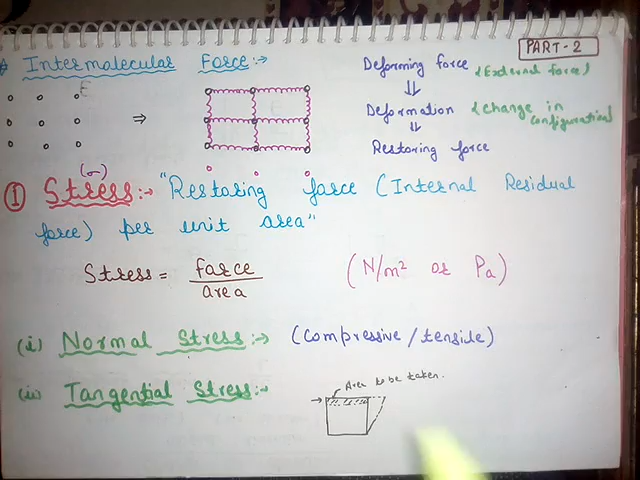 PART-2
Intermolecular Force :→
Deforming force (External force)
⇓
⇒ Deformation (Change in configuration)
⇓
Restoring force
(σ)
① Stress :→ "Restoring force (Internal Residual
force) per unit area"
Stress = force / area (N/m² or Pa)
(i) Normal Stress :→ (Compressive / tensile)
(ii) Tangential Stress :→
Area to be taken.